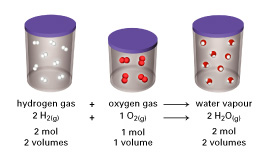 hydrogen gas + oxygen gas ⟶ water vapour
2 H₂(g) + 1 O₂(g) ⟶ 2 H₂O(g)
2 mol 1 mol 2 mol
2 volumes 1 volume 2 volumes